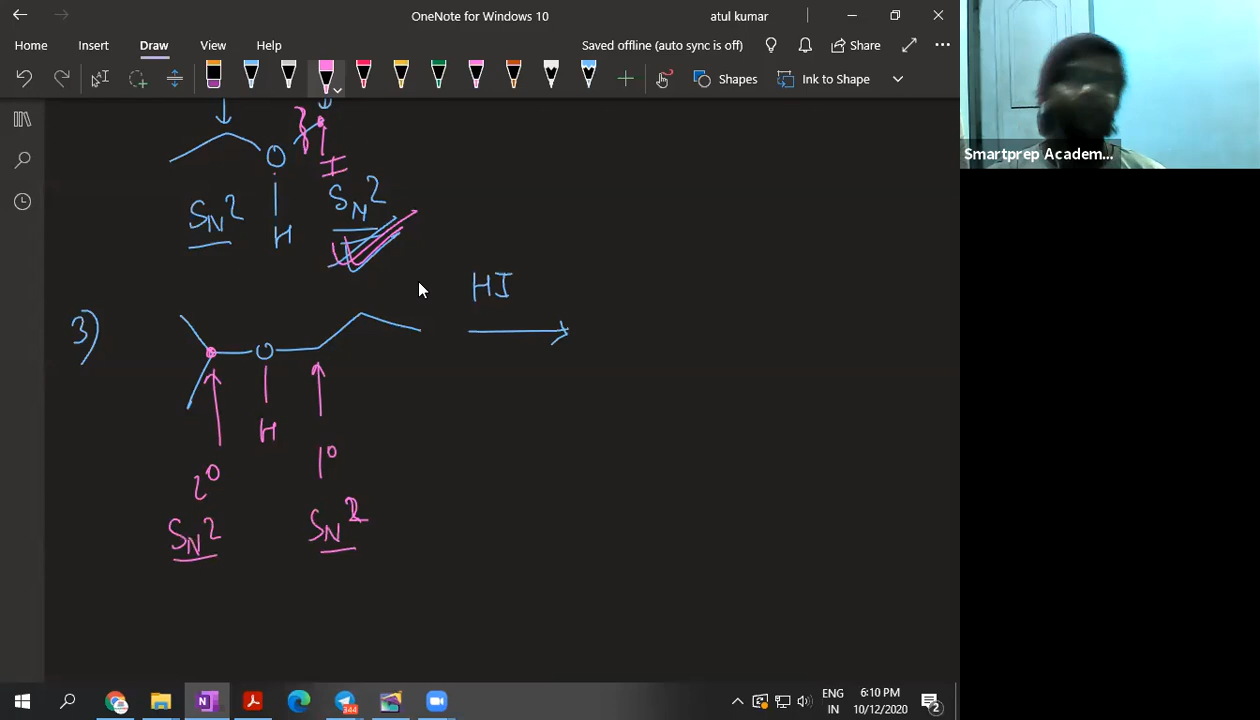 OneNote for Windows 10
atul kumar
Home Insert Draw View Help
Saved offline (auto sync is off)
Share
Shapes
Ink to Shape
Smartprep Academ...
O
I
H
SN2
SN2
3)
O
HI
H
2°
1°
SN2
SN2
344
ENG
IN
6:10 PM
10/12/2020
2